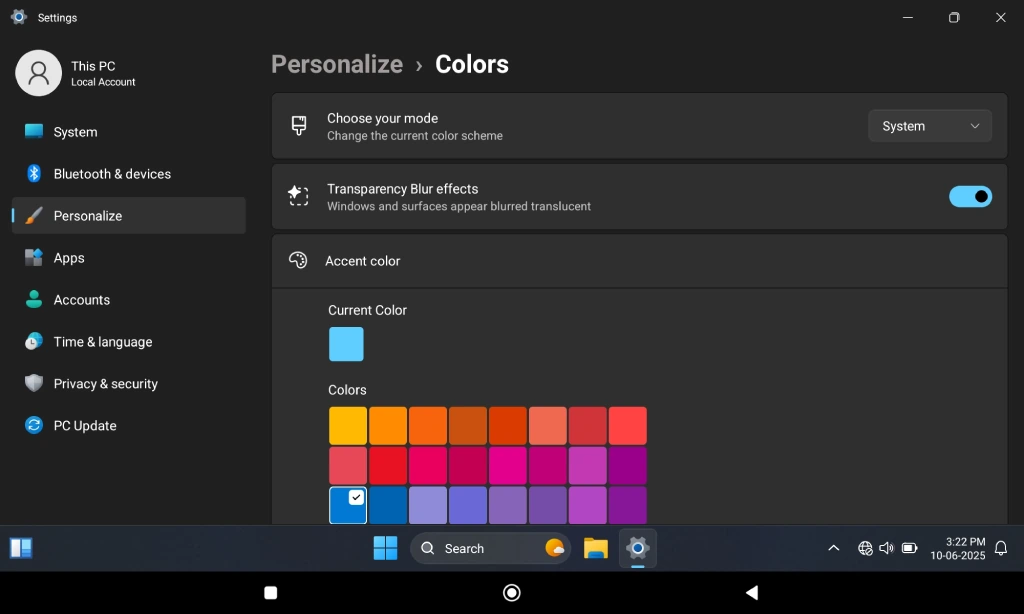 Settings
This PC
Local Account
System
Bluetooth & devices
Personalize
Apps
Accounts
Time & language
Privacy & security
PC Update
Personalize › Colors
Choose your mode
Change the current color scheme
System
Transparency Blur effects
Windows and surfaces appear blurred translucent
Accent color
Current Color
Colors
Search
3:22 PM
10-06-2025